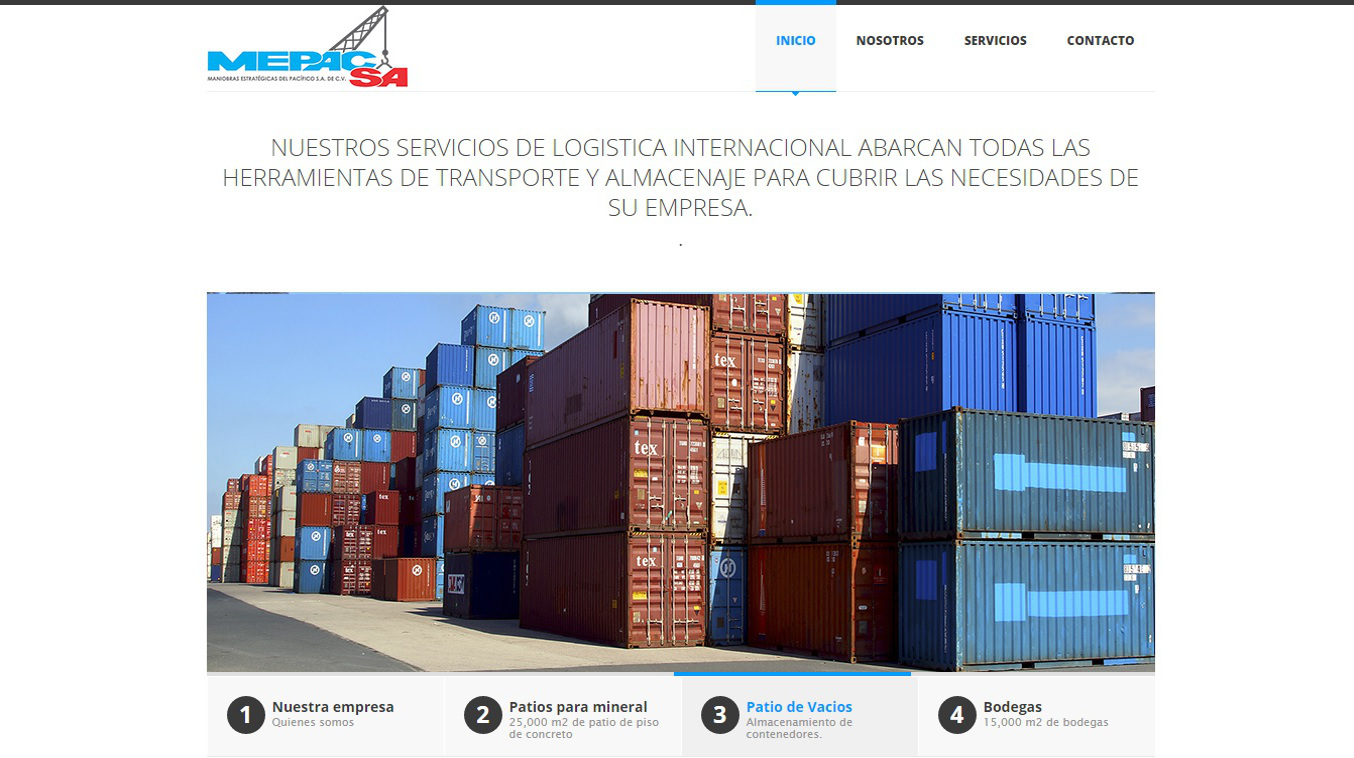 MEPAC
MANIOBRAS ESTRATÉGICAS DEL PACÍFICO S.A. DE C.V.
SA
INICIO
NOSOTROS
SERVICIOS
CONTACTO
NUESTROS SERVICIOS DE LOGISTICA INTERNACIONAL ABARCAN TODAS LAS
HERRAMIENTAS DE TRANSPORTE Y ALMACENAJE PARA CUBRIR LAS NECESIDADES DE
SU EMPRESA.
.
tex
tex
tex
tex
tex
1
Nuestra empresa
Quienes somos
2
Patios para mineral
25,000 m2 de patio de piso
de concreto
3
Patio de Vacios
Almacenamiento de
contenedores.
4
Bodegas
15,000 m2 de bodegas